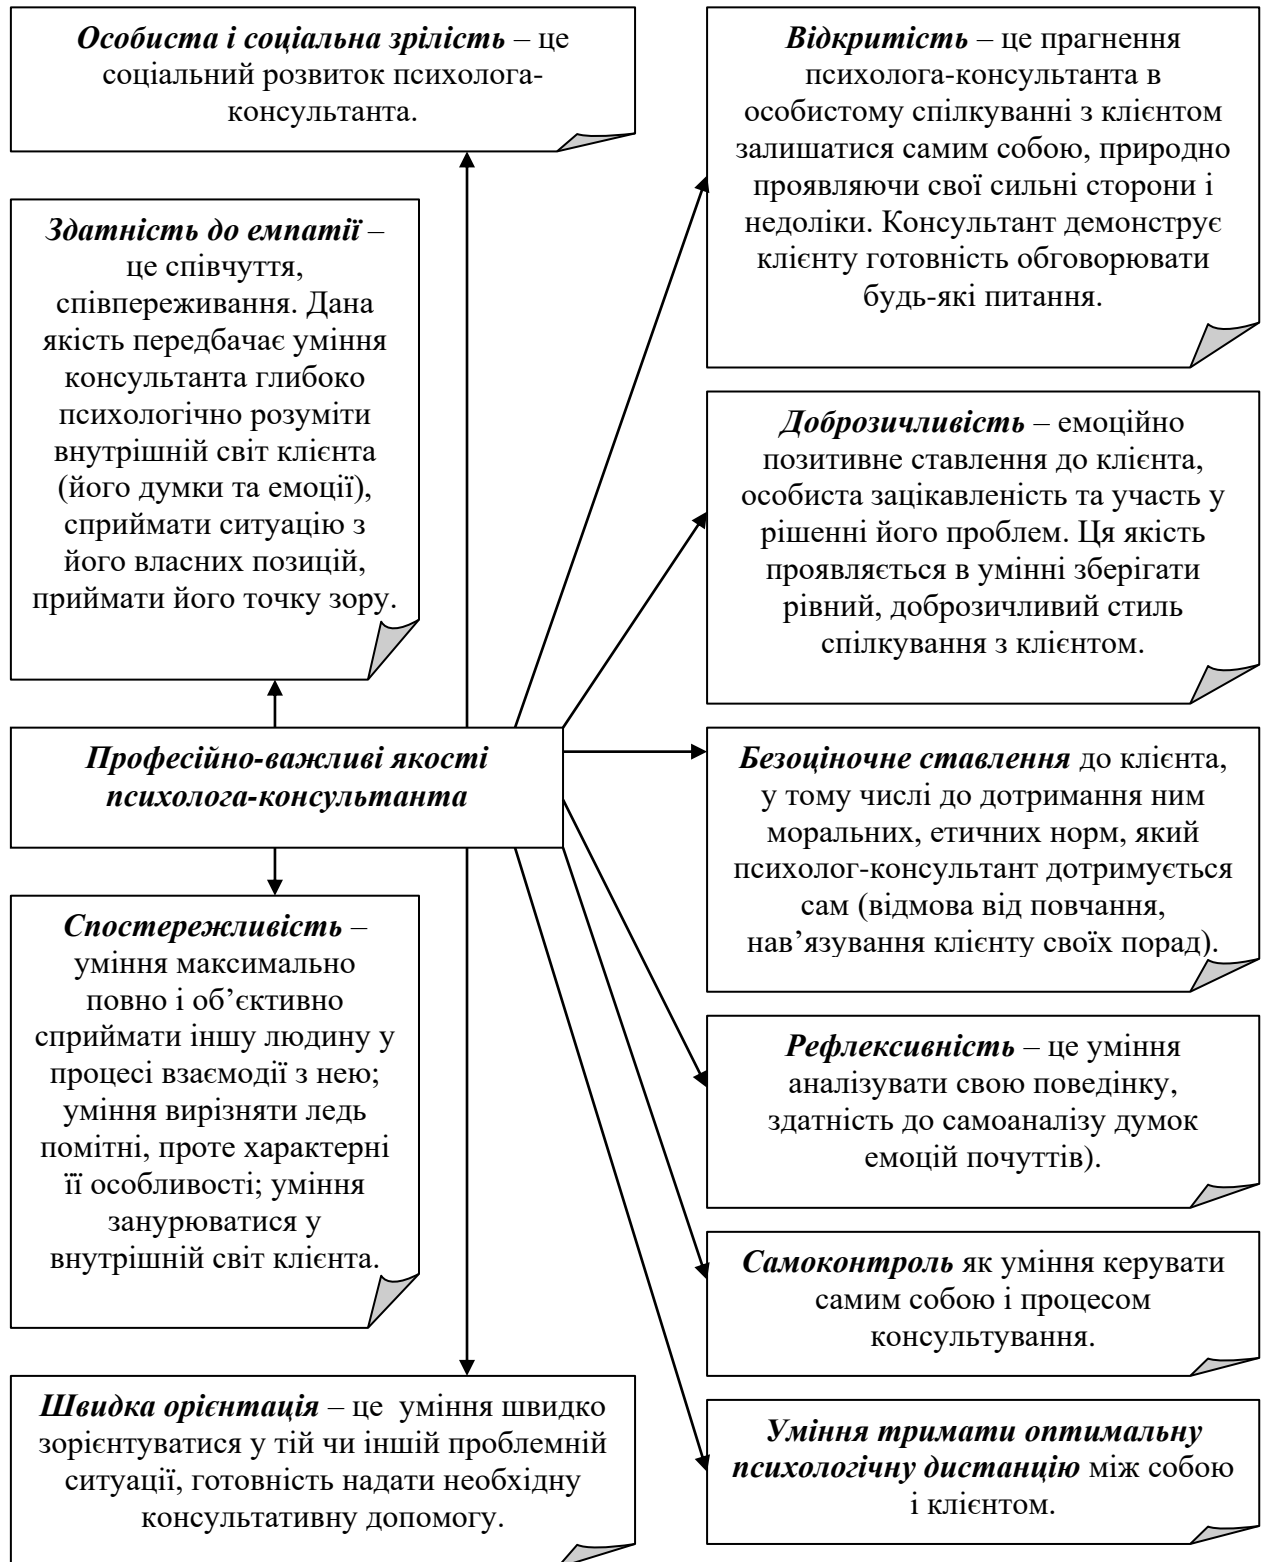 Особиста і соціальна зрілість – це
соціальний розвиток психолога-
консультанта.
Здатність до емпатії –
це співчуття,
співпереживання. Дана
якість передбачає уміння
консультанта глибоко
психологічно розуміти
внутрішній світ клієнта
(його думки та емоції),
сприймати ситуацію з
його власних позицій,
приймати його точку зору.
Професійно-важливі якості
психолога-консультанта
Спостережливість –
уміння максимально
повно і об’єктивно
сприймати іншу людину у
процесі взаємодії з нею;
уміння вирізняти ледь
помітні, проте характерні
її особливості; уміння
занурюватися у
внутрішній світ клієнта.
Швидка орієнтація – це  уміння швидко
зорієнтуватися у тій чи іншій проблемній
ситуації, готовність надати необхідну
консультативну допомогу.
Відкритість – це прагнення
психолога-консультанта в
особистому спілкуванні з клієнтом
залишатися самим собою, природно
проявляючи свої сильні сторони і
недоліки. Консультант демонструє
клієнту готовність обговорювати
будь-які питання.
Доброзичливість – емоційно
позитивне ставлення до клієнта,
особиста зацікавленість та участь у
рішенні його проблем. Ця якість
проявляється в умінні зберігати
рівний, доброзичливий стиль
спілкування з клієнтом.
Безоціночне ставлення до клієнта,
у тому числі до дотримання ним
моральних, етичних норм, який
психолог-консультант дотримується
сам (відмова від повчання,
нав’язування клієнту своїх порад).
Рефлексивність – це уміння
аналізувати свою поведінку,
здатність до самоаналізу думок
емоцій почуттів).
Самоконтроль як уміння керувати
самим собою і процесом
консультування.
Уміння тримати оптимальну
психологічну дистанцію між собою
і клієнтом.